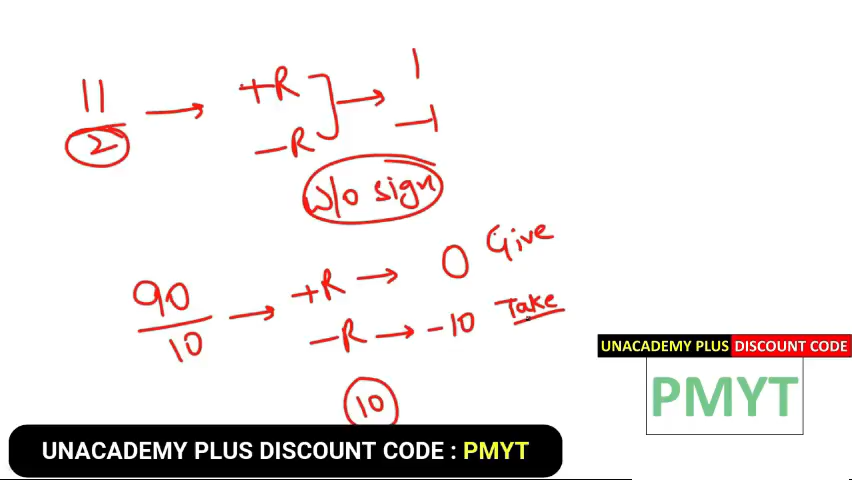 11
2
→ +R
-R
→ 1
-1
w/o sign
90
10
→ +R → 0 Give
-R → -10 Take
10
UNACADEMY PLUS DISCOUNT CODE
PMYT
UNACADEMY PLUS DISCOUNT CODE : PMYT